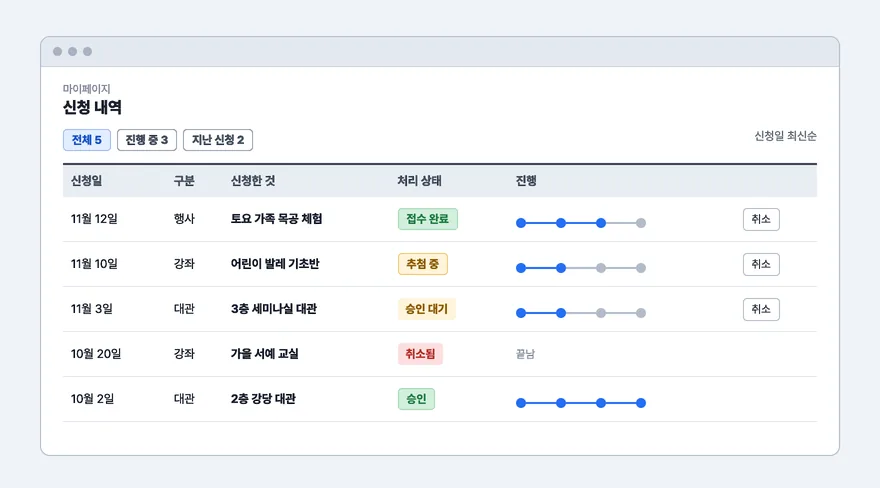 마이페이지
신청 내역
전체 5 진행 중 3 지난 신청 2 신청일 최신순
신청일 구분 신청한 것 처리 상태 진행
11월 12일 행사 토요 가족 목공 체험 접수 완료 취소
11월 10일 강좌 어린이 발레 기초반 추첨 중 취소
11월 3일 대관 3층 세미나실 대관 승인 대기 취소
10월 20일 강좌 가을 서예 교실 취소됨 끝남
10월 2일 대관 2층 강당 대관 승인